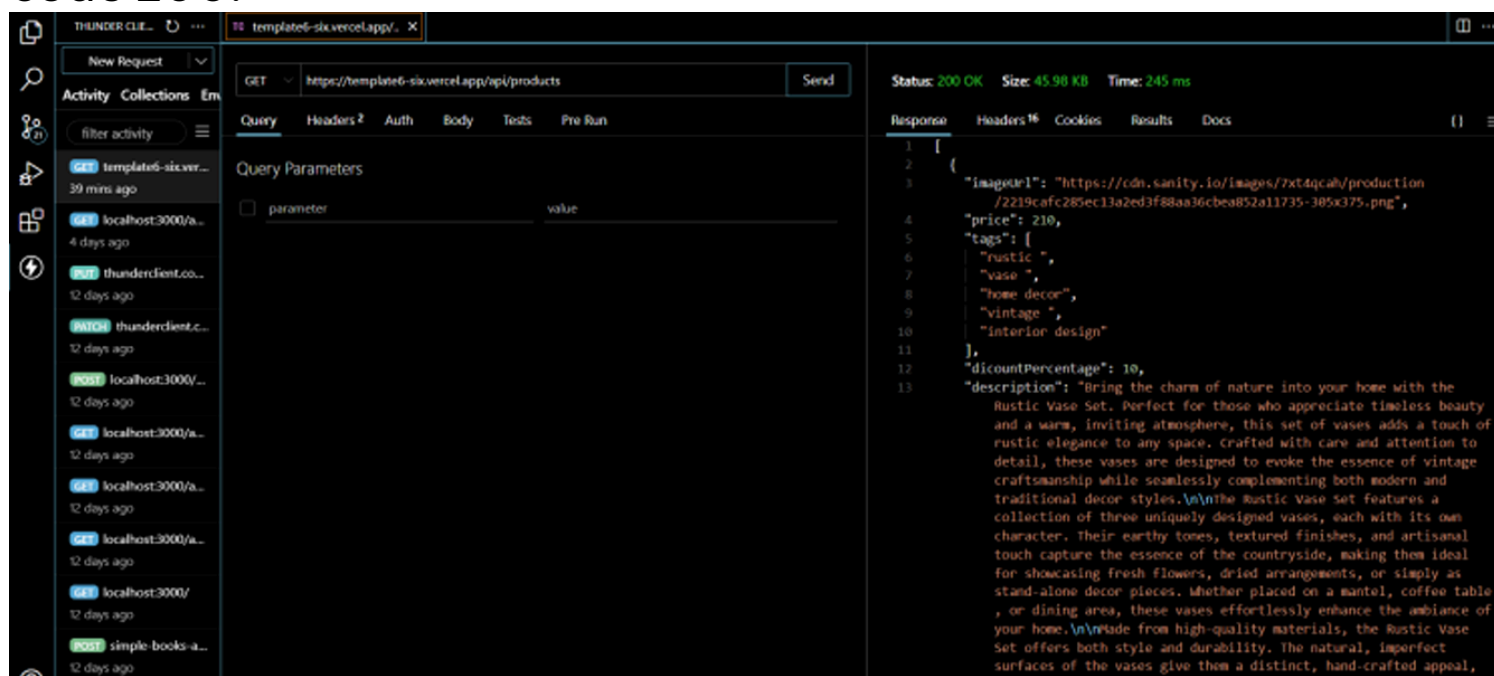 THUNDER CLIE...
template6-six.vercel.app/..
New Request
Activity Collections Env
filter activity
GET template6-six.ver...
39 mins ago
GET localhost:3000/a...
4 days ago
PUT thunderclient.co...
12 days ago
PATCH thunderclient.c...
12 days ago
POST localhost:3000/...
12 days ago
GET localhost:3000/a...
12 days ago
GET localhost:3000/a...
12 days ago
GET localhost:3000/a...
12 days ago
GET localhost:3000/
12 days ago
POST simple-books-a...
12 days ago
21
GET https://template6-six.vercel.app/api/products Send
Query Headers 2 Auth Body Tests Pre Run
Query Parameters
parameter value
Status: 200 OK Size: 45.98 KB Time: 245 ms
Response Headers 16 Cookies Results Docs {}
1 [
2 {
3 "imageUrl": "https://cdn.sanity.io/images/7xt4qcah/production
/2219cafc285ec13a2ed3f88aa36cbea852a11735-305x375.png",
4 "price": 210,
5 "tags": [
6 "rustic ",
7 "vase ",
8 "home decor",
9 "vintage ",
10 "interior design"
11 ],
12 "dicountPercentage": 10,
13 "description": "Bring the charm of nature into your home with the
Rustic Vase Set. Perfect for those who appreciate timeless beauty
and a warm, inviting atmosphere, this set of vases adds a touch of
rustic elegance to any space. Crafted with care and attention to
detail, these vases are designed to evoke the essence of vintage
craftsmanship while seamlessly complementing both modern and
traditional decor styles.\n\nThe Rustic Vase Set features a
collection of three uniquely designed vases, each with its own
character. Their earthy tones, textured finishes, and artisanal
touch capture the essence of the countryside, making them ideal
for showcasing fresh flowers, dried arrangements, or simply as
stand-alone decor pieces. Whether placed on a mantel, coffee table
, or dining area, these vases effortlessly enhance the ambiance of
your home.\n\nMade from high-quality materials, the Rustic Vase
Set offers both style and durability. The natural, imperfect
surfaces of the vases give them a distinct, hand-crafted appeal,